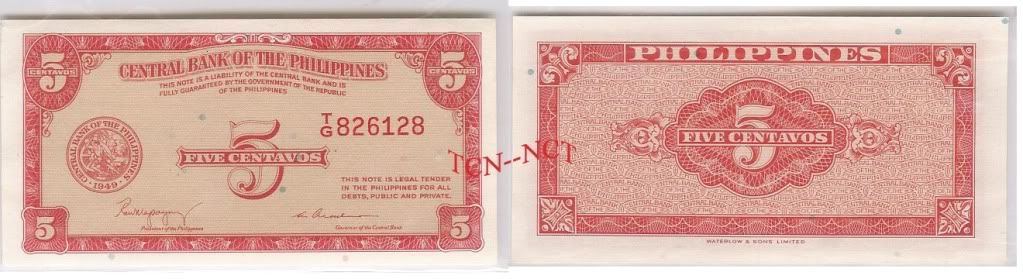 5 5
CENTAVOS CENTAVOS
CENTRAL BANK OF THE PHILIPPINES
THIS NOTE IS A LIABILITY OF THE CENTRAL BANK AND IS
FULLY GUARANTEED BY THE GOVERNMENT OF THE REPUBLIC
OF THE PHILIPPINES
T/G 826128
CENTRAL BANK OF THE PHILIPPINES
1949
5
FIVE CENTAVOS
THIS NOTE IS LEGAL TENDER
IN THE PHILIPPINES FOR ALL
DEBTS, PUBLIC AND PRIVATE.
President of the Philippines
Governor of the Central Bank
5 5
TCN--NCT
PHILIPPINES
5
FIVE CENTAVOS
WATERLOW & SONS LIMITED